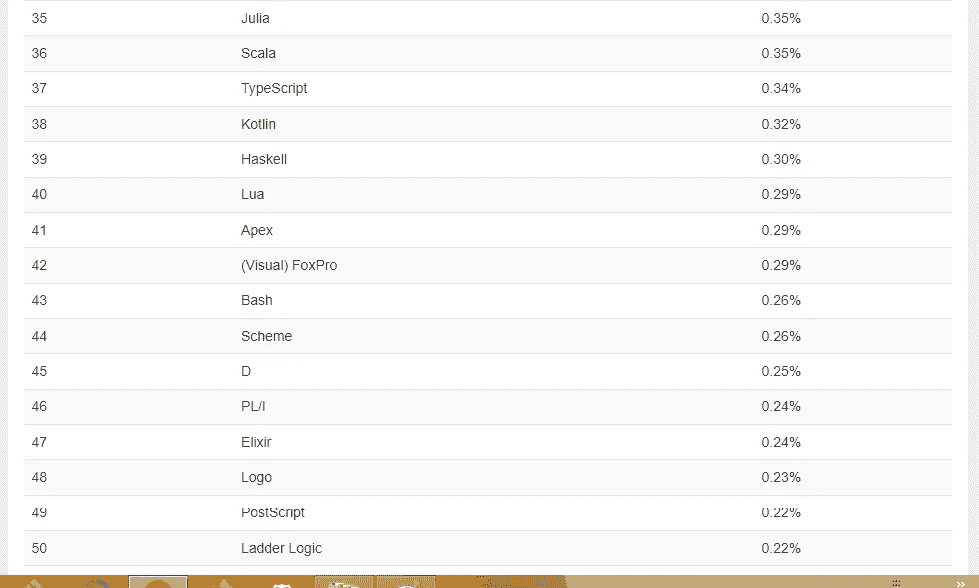 35 Julia 0.35%
36 Scala 0.35%
37 TypeScript 0.34%
38 Kotlin 0.32%
39 Haskell 0.30%
40 Lua 0.29%
41 Apex 0.29%
42 (Visual) FoxPro 0.29%
43 Bash 0.26%
44 Scheme 0.26%
45 D 0.25%
46 PL/I 0.24%
47 Elixir 0.24%
48 Logo 0.23%
49 PostScript 0.22%
50 Ladder Logic 0.22%